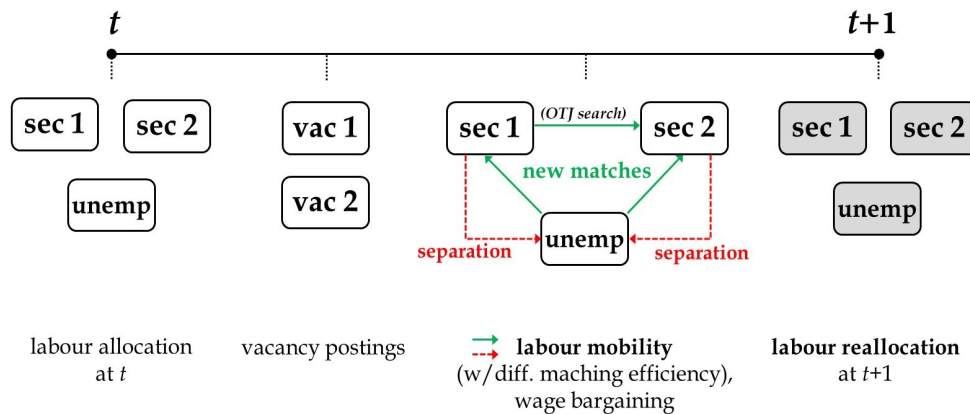 t
t+1
sec 1
sec 2
unemp
vac 1
vac 2
sec 1
(OTJ search)
sec 2
new matches
unemp
separation
separation
sec 1
sec 2
unemp
labour allocation
at t
vacancy postings
labour mobility
(w/diff. maching efficiency),
wage bargaining
labour reallocation
at t+1